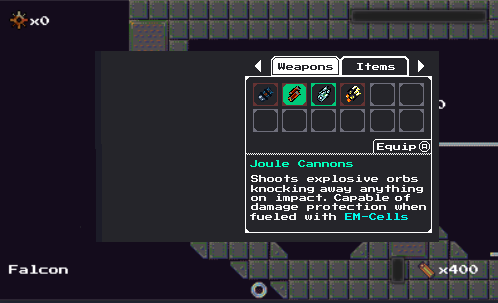 x0
Weapons
Items
Equip A
Joule Cannons
Shoots explosive orbs
knocking away anything
on impact. Capable of
damage protection when
fueled with EM-Cells
Falcon
x400